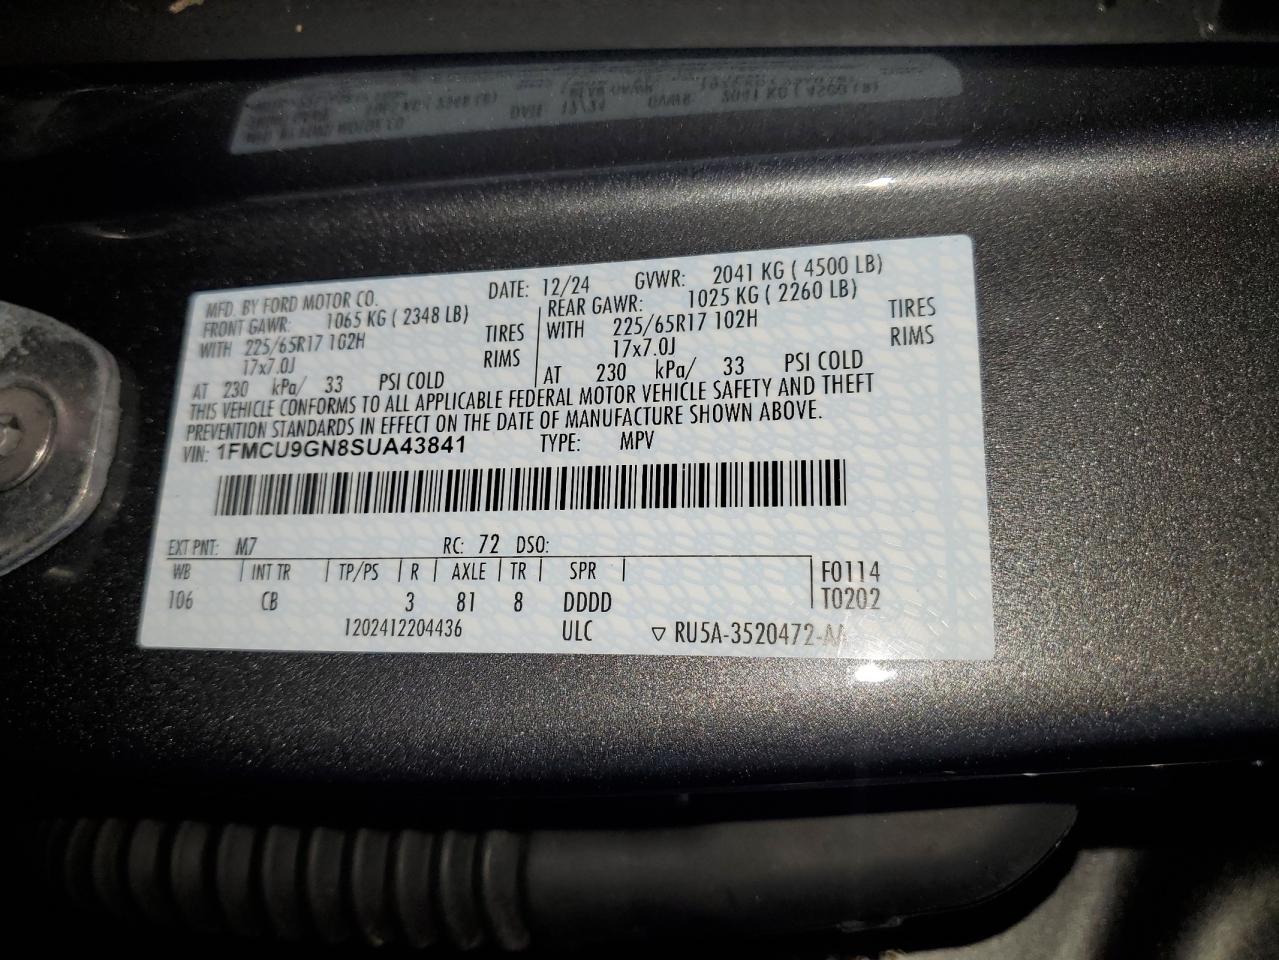 MFD. BY FORD MOTOR CO. DATE: 12/24 GVWR: 2041 KG ( 4500 LB)
FRONT GAWR: 1065 KG ( 2348 LB) REAR GAWR: 1025 KG ( 2260 LB)
WITH 225/65R17 102H TIRES WITH 225/65R17 102H TIRES
17x7.0J RIMS 17x7.0J RIMS
AT 230 kPa/ 33 PSI COLD AT 230 kPa/ 33 PSI COLD
THIS VEHICLE CONFORMS TO ALL APPLICABLE FEDERAL MOTOR VEHICLE SAFETY AND THEFT
PREVENTION STANDARDS IN EFFECT ON THE DATE OF MANUFACTURE SHOWN ABOVE.
VIN: 1FMCU9GN8SUA43841 TYPE: MPV
EXT PNT: M7 RC: 72 DSO:
WB INT TR TP/PS R AXLE TR SPR F0114
106 CB 3 81 8 DDDD T0202
1202412204436 ULC ▽ RU5A-3520472-AA